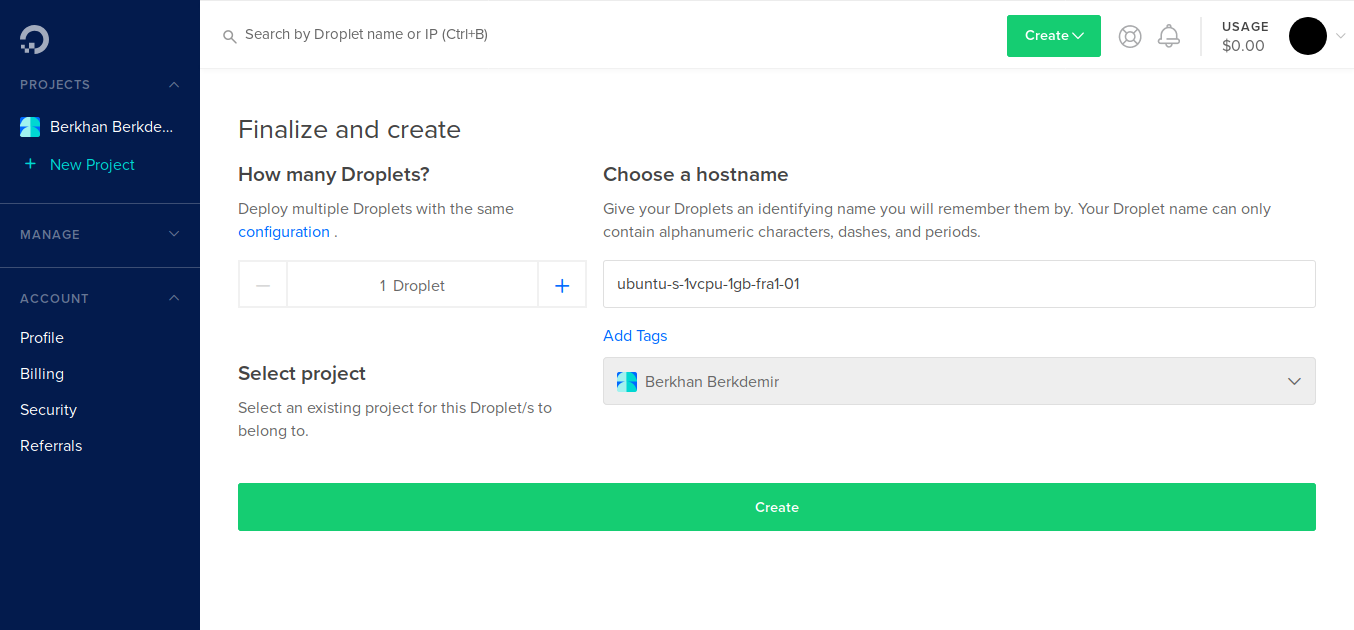 Search by Droplet name or IP (Ctrl+B)
Create
USAGE
$0.00
PROJECTS
Berkhan Berkde...
+ New Project
MANAGE
ACCOUNT
Profile
Billing
Security
Referrals
Finalize and create
How many Droplets?
Deploy multiple Droplets with the same
configuration .
1 Droplet
Choose a hostname
Give your Droplets an identifying name you will remember them by. Your Droplet name can only
contain alphanumeric characters, dashes, and periods.
ubuntu-s-1vcpu-1gb-fra1-01
Add Tags
Select project
Select an existing project for this Droplet/s to
belong to.
Berkhan Berkdemir
Create